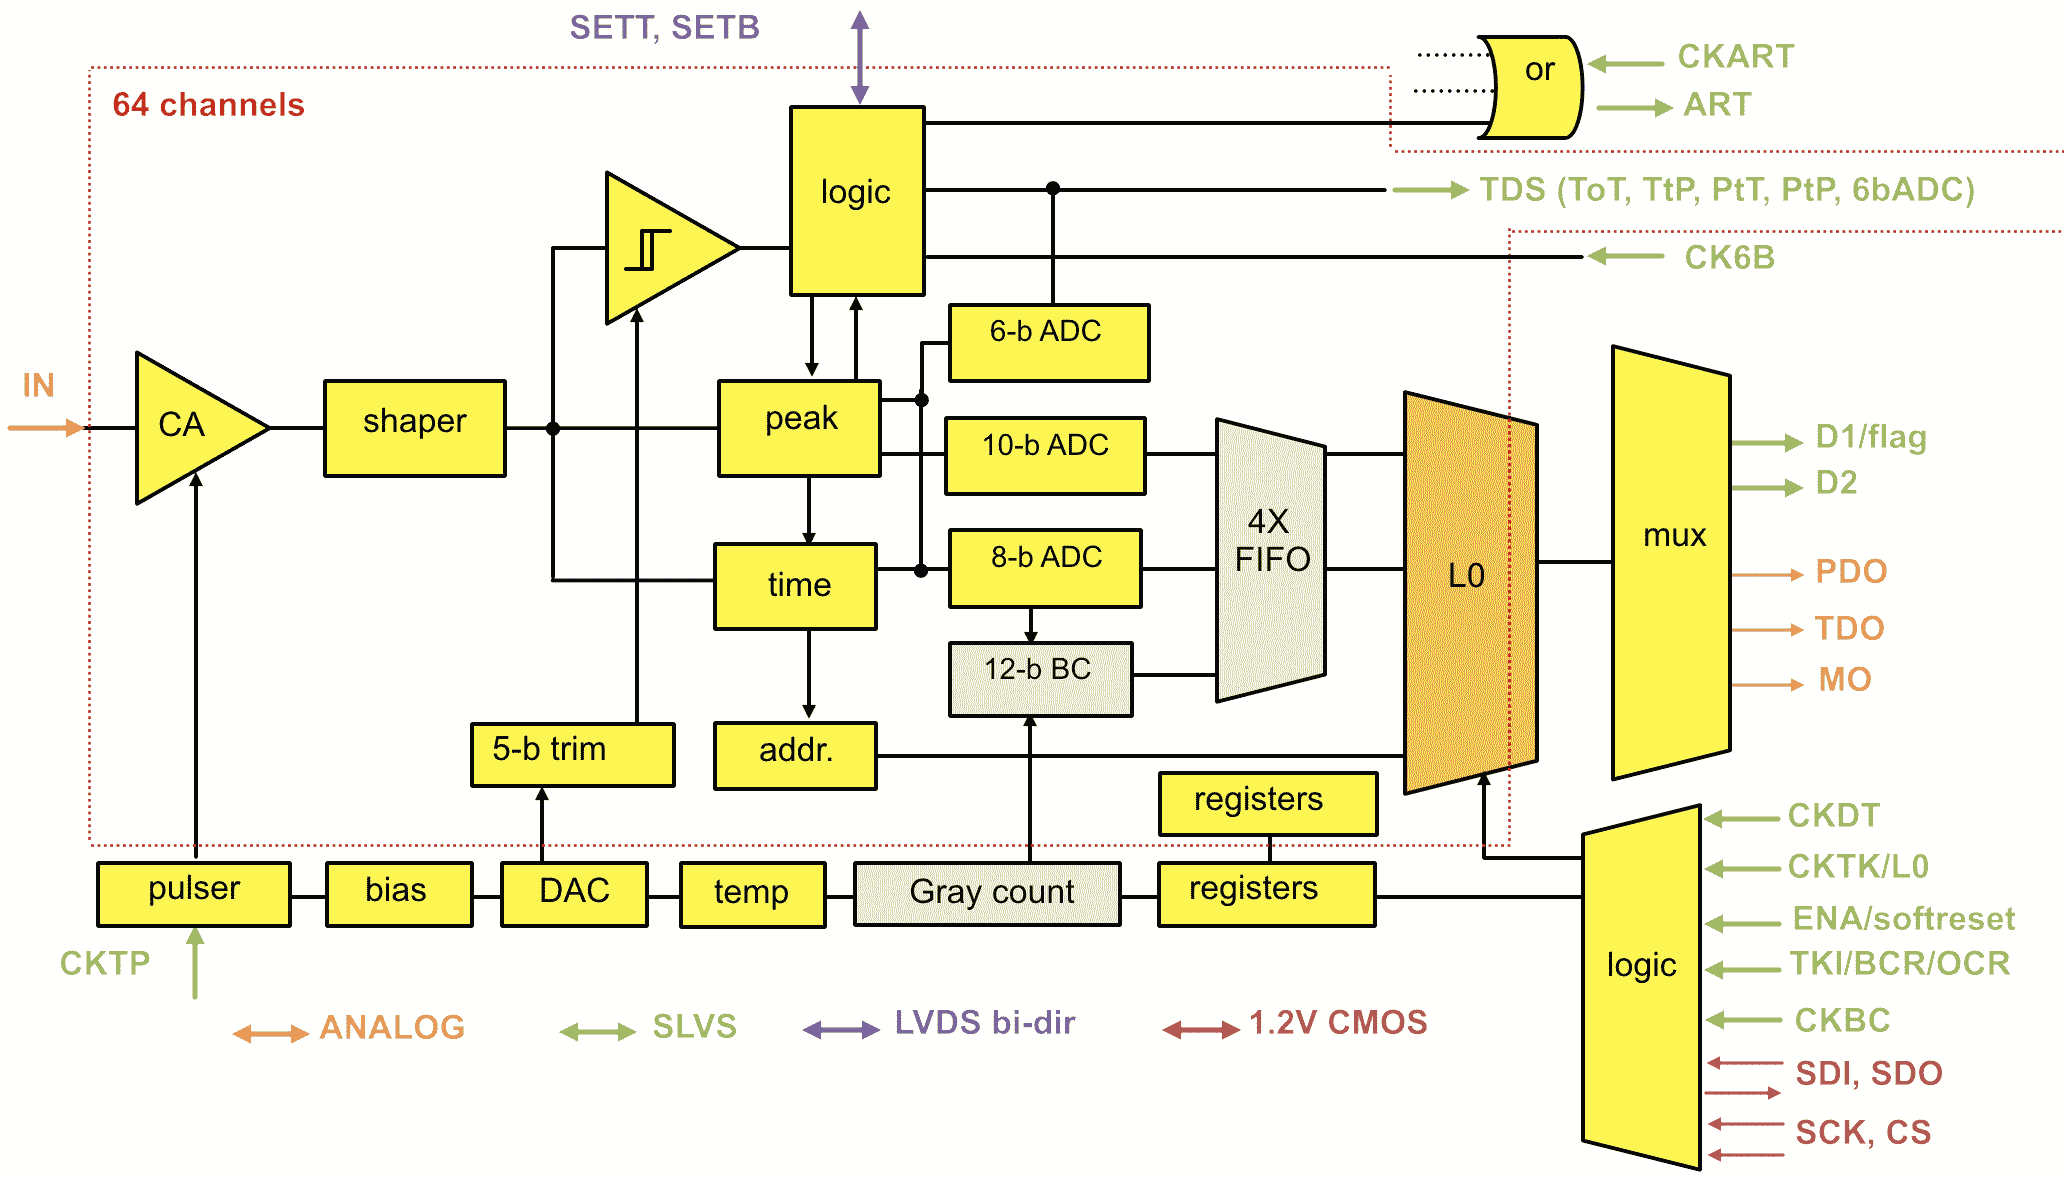 SETT, SETB
64 channels
or
CKART
ART
logic
TDS (ToT, TtP, PtT, PtP, 6bADC)
CK6B
6-b ADC
IN
CA
shaper
peak
10-b ADC
4X
FIFO
time
8-b ADC
L0
mux
D1/flag
D2
PDO
TDO
MO
12-b BC
5-b trim
addr.
registers
pulser
bias
DAC
temp
Gray count
registers
logic
CKDT
CKTK/L0
ENA/softreset
TKI/BCR/OCR
CKBC
SDI, SDO
SCK, CS
CKTP
ANALOG
SLVS
LVDS bi-dir
1.2V CMOS